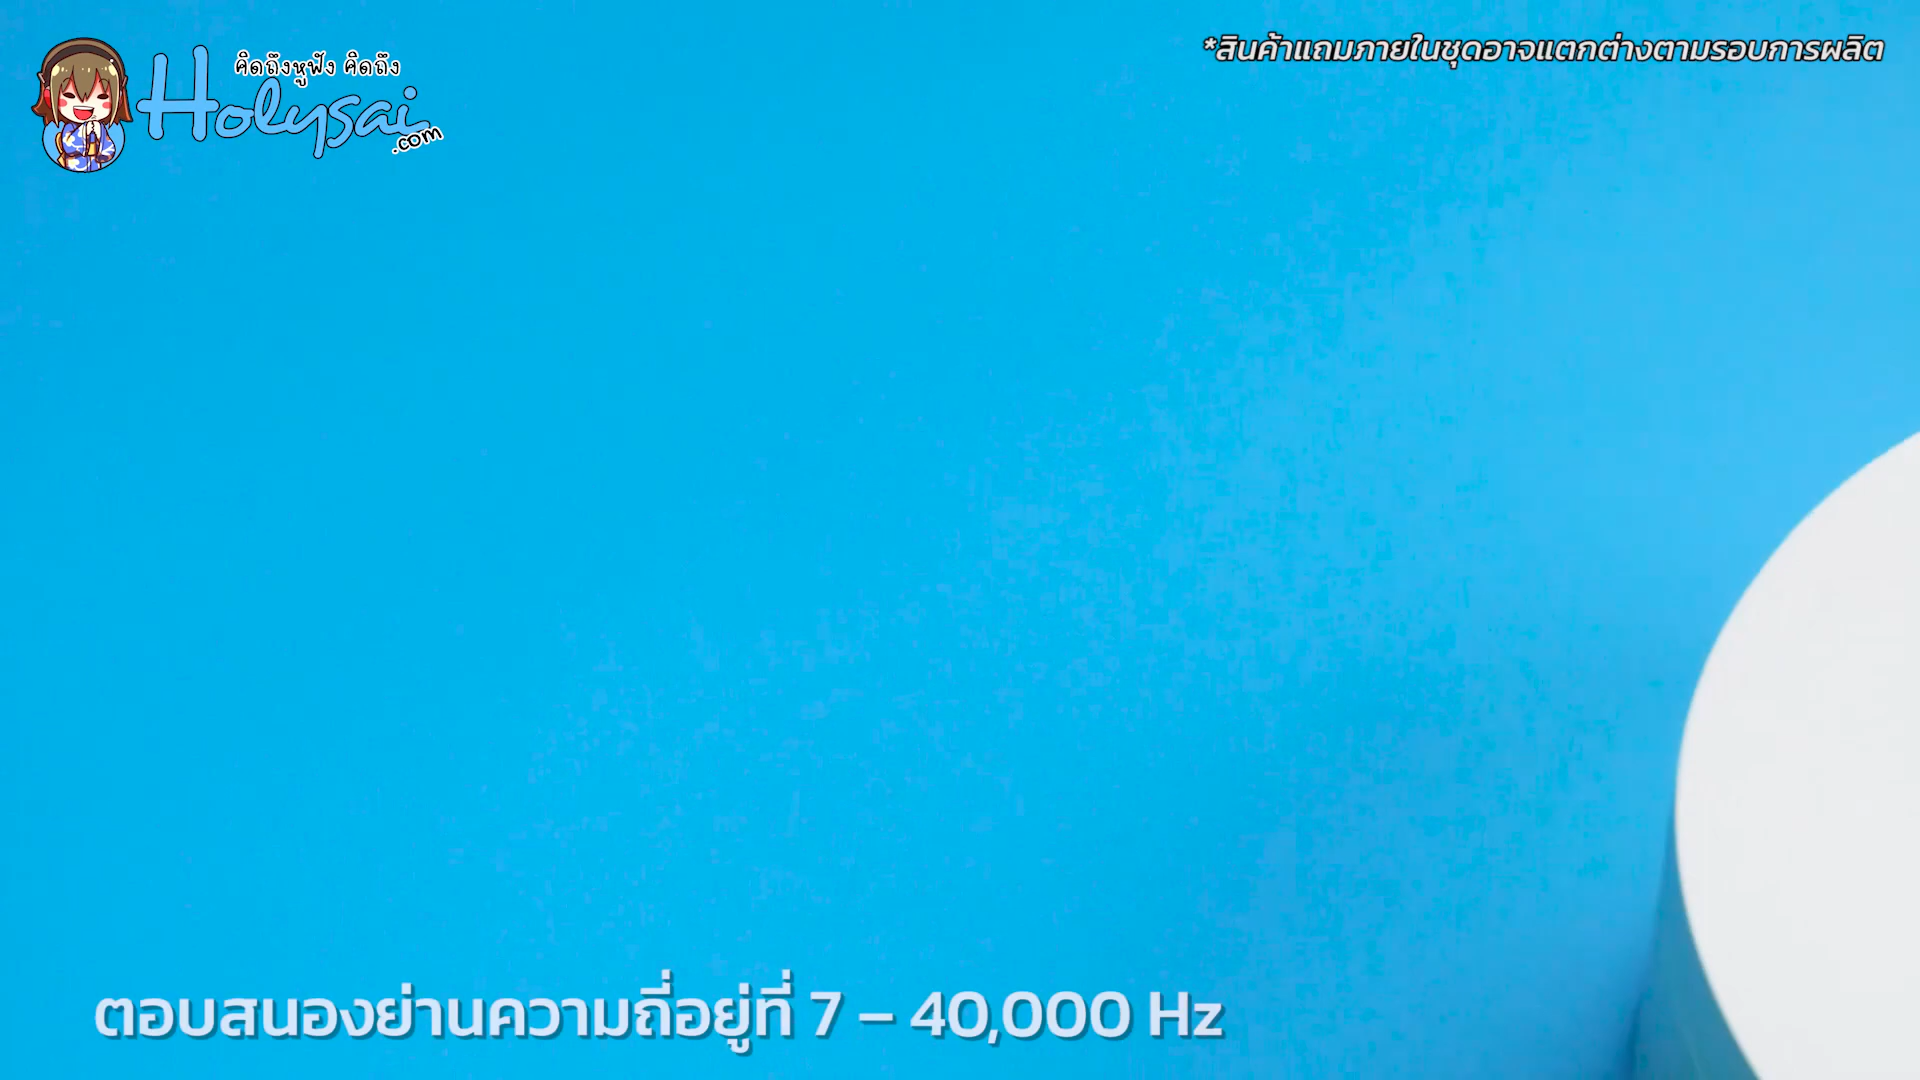 คิดถึงหูฟัง คิดถึง
Holysai
.com
*สินค้าแถมภายในชุดอาจแตกต่างตามรอบการผลิต
ตอบสนองย่านความถี่อยู่ที่ 7 – 40,000 Hz